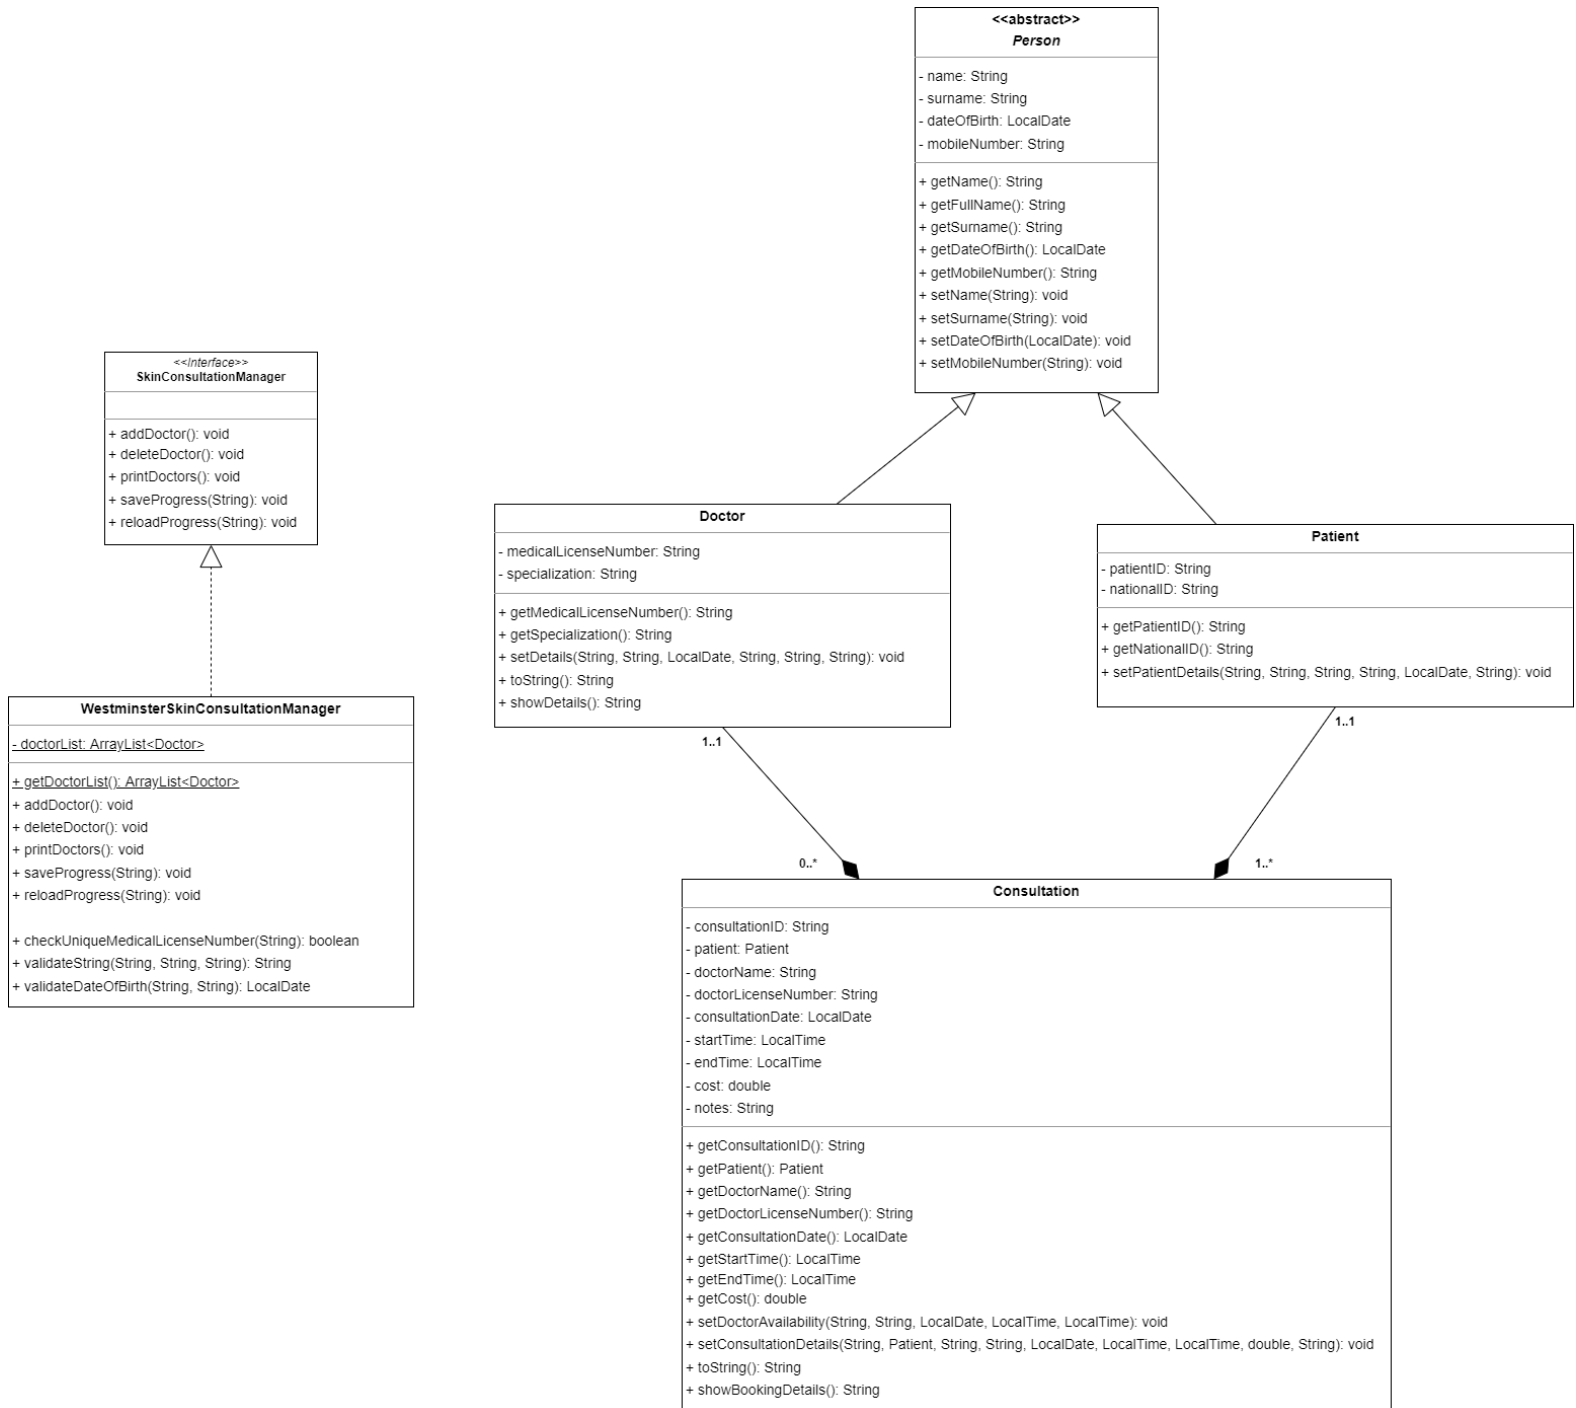 <<abstract>>
Person
- name: String
- surname: String
- dateOfBirth: LocalDate
- mobileNumber: String
+ getName(): String
+ getFullName(): String
+ getSurname(): String
+ getDateOfBirth(): LocalDate
+ getMobileNumber(): String
+ setName(String): void
+ setSurname(String): void
+ setDateOfBirth(LocalDate): void
+ setMobileNumber(String): void
<<Interface>>
SkinConsultationManager
+ addDoctor(): void
+ deleteDoctor(): void
+ printDoctors(): void
+ saveProgress(String): void
+ reloadProgress(String): void
Doctor
- medicalLicenseNumber: String
- specialization: String
+ getMedicalLicenseNumber(): String
+ getSpecialization(): String
+ setDetails(String, String, LocalDate, String, String, String): void
+ toString(): String
+ showDetails(): String
Patient
- patientID: String
- nationalID: String
+ getPatientID(): String
+ getNationalID(): String
+ setPatientDetails(String, String, String, String, LocalDate, String): void
WestminsterSkinConsultationManager
- doctorList: ArrayList<Doctor>
+ getDoctorList(): ArrayList<Doctor>
+ addDoctor(): void
+ deleteDoctor(): void
+ printDoctors(): void
+ saveProgress(String): void
+ reloadProgress(String): void
+ checkUniqueMedicalLicenseNumber(String): boolean
+ validateString(String, String, String): String
+ validateDateOfBirth(String, String): LocalDate
1..1
1..1
0..*
1..*
Consultation
- consultationID: String
- patient: Patient
- doctorName: String
- doctorLicenseNumber: String
- consultationDate: LocalDate
- startTime: LocalTime
- endTime: LocalTime
- cost: double
- notes: String
+ getConsultationID(): String
+ getPatient(): Patient
+ getDoctorName(): String
+ getDoctorLicenseNumber(): String
+ getConsultationDate(): LocalDate
+ getStartTime(): LocalTime
+ getEndTime(): LocalTime
+ getCost(): double
+ setDoctorAvailability(String, String, LocalDate, LocalTime, LocalTime): void
+ setConsultationDetails(String, Patient, String, String, LocalDate, LocalTime, LocalTime, double, String): void
+ toString(): String
+ showBookingDetails(): String